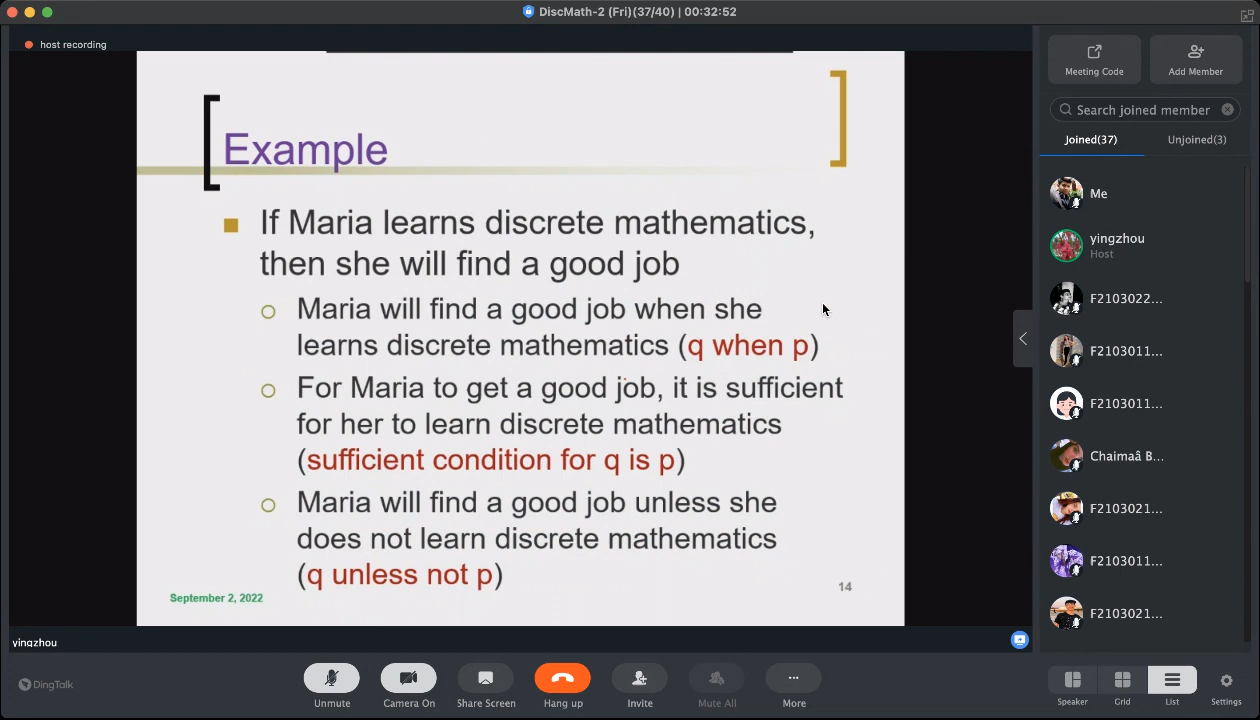 DiscMath-2 (Fri)(37/40) | 00:32:52
host recording
Example
If Maria learns discrete mathematics,
then she will find a good job
Maria will find a good job when she
learns discrete mathematics (q when p)
For Maria to get a good job, it is sufficient
for her to learn discrete mathematics
(sufficient condition for q is p)
Maria will find a good job unless she
does not learn discrete mathematics
(q unless not p)
September 2, 2022
14
yingzhou
Meeting Code
Add Member
Search joined member
Joined(37)
Unjoined(3)
Me
yingzhou
Host
F2103022...
F2103011...
F2103011...
Chaimaâ B...
F2103021...
F2103011...
F2103021...
DingTalk
Unmute
Camera On
Share Screen
Hang up
Invite
Mute All
More
Speaker
Grid
List
Settings